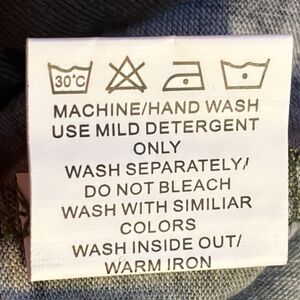 30°C
MACHINE/HAND WASH
USE MILD DETERGENT
ONLY
WASH SEPARATELY/
DO NOT BLEACH
WASH WITH SIMILIAR
COLORS
WASH INSIDE OUT/
WARM IRON